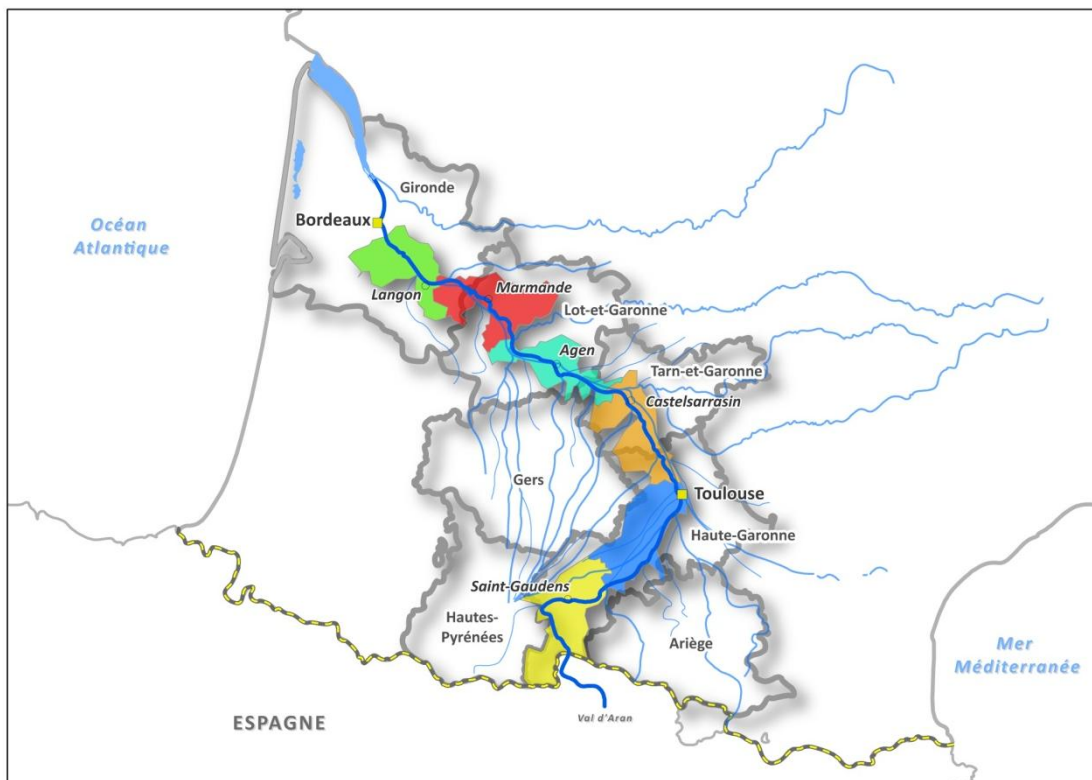 Gironde
Bordeaux
Océan
Atlantique
Langon
Marmande
Lot-et-Garonne
Agen
Tarn-et-Garonne
Castelsarrasin
Gers
Toulouse
Haute-Garonne
Saint-Gaudens
Hautes-
Pyrénées
Ariège
Mer
Méditerranée
ESPAGNE
Val d'Aran